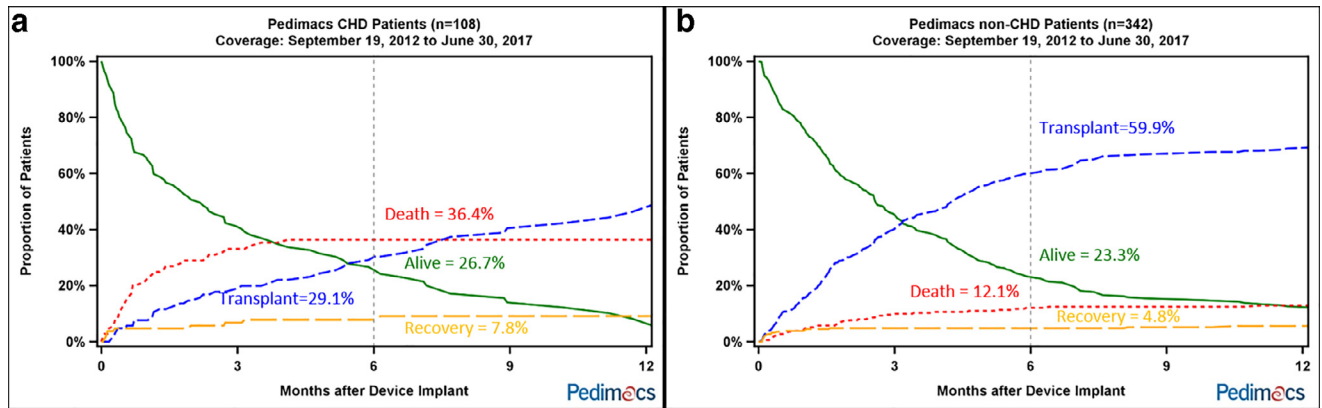 a
Pedimacs CHD Patients (n=108)
Coverage: September 19, 2012 to June 30, 2017
Proportion of Patients
100%
80%
60%
40%
20%
0%
Death = 36.4%
Alive = 26.7%
Transplant=29.1%
Recovery = 7.8%
0 3 6 9 12
Months after Device Implant
Pedimacs
b
Pedimacs non-CHD Patients (n=342)
Coverage: September 19, 2012 to June 30, 2017
Proportion of Patients
100%
80%
60%
40%
20%
0%
Transplant=59.9%
Alive = 23.3%
Death = 12.1%
Recovery = 4.8%
0 3 6 9 12
Months after Device Implant
Pedimacs